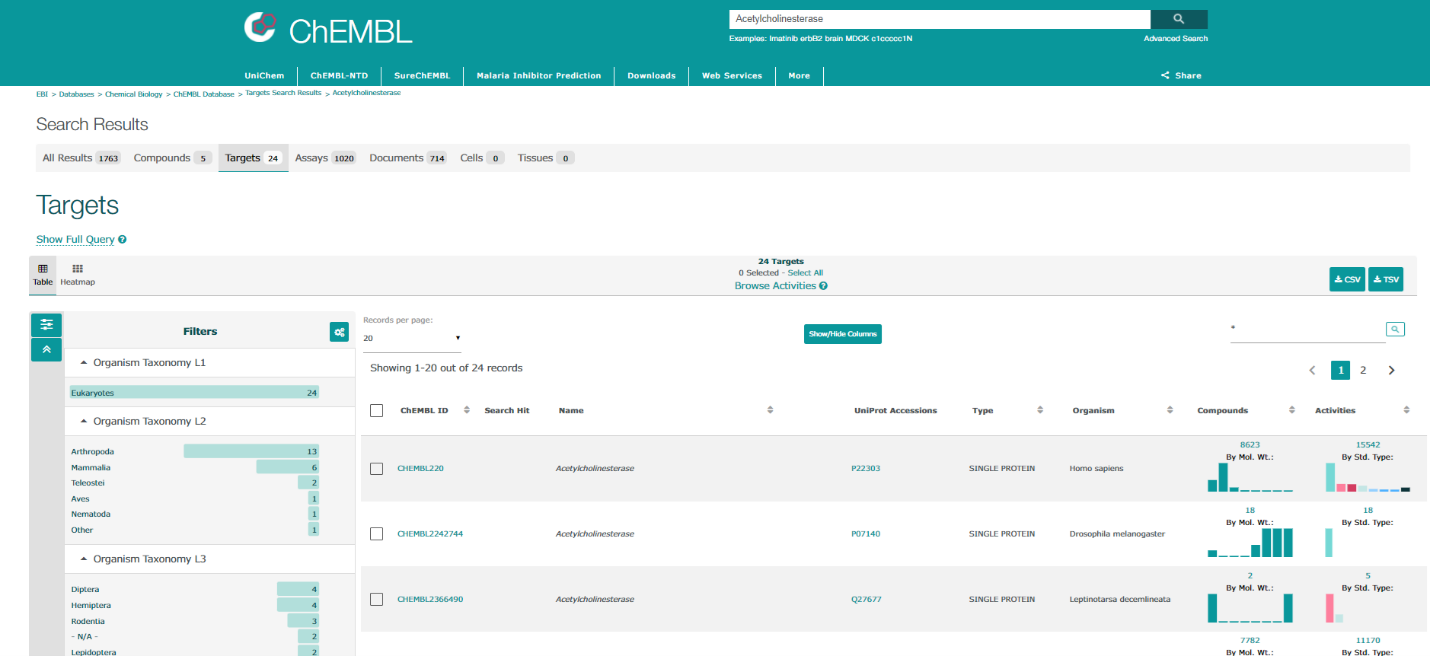 ChEMBL
Acetylcholinesterase
Examples: Imatinib erbB2 brain MDCK c1ccccc1N
Advanced Search
UniChem ChEMBL-NTD SureChEMBL Malaria Inhibitor Prediction Downloads Web Services More Share
EBI > Databases > Chemical Biology > ChEMBL Database > Targets Search Results > Acetylcholinesterase
Search Results
All Results 1763 Compounds 5 Targets 24 Assays 1020 Documents 714 Cells 0 Tissues 0
Targets
Show Full Query ?
Table Heatmap
24 Targets
0 Selected - Select All
Browse Activities ?
CSV TSV
Filters
Organism Taxonomy L1
Eukaryotes 24
Organism Taxonomy L2
Arthropoda 13
Mammalia 6
Teleostei 2
Aves 1
Nematoda 1
Other 1
Organism Taxonomy L3
Diptera 4
Hemiptera 4
Rodentia 3
- N/A - 2
Lepidoptera 2
Records per page:
20
Show/Hide Columns
*
Showing 1-20 out of 24 records
< 1 2 >
ChEMBL ID Search Hit Name UniProt Accessions Type Organism Compounds Activities
CHEMBL220 Acetylcholinesterase P22303 SINGLE PROTEIN Homo sapiens
8623 15542
By Mol. Wt.: By Std. Type:
CHEMBL2242744 Acetylcholinesterase P07140 SINGLE PROTEIN Drosophila melanogaster
18 18
By Mol. Wt.: By Std. Type:
CHEMBL2366490 Acetylcholinesterase Q27677 SINGLE PROTEIN Leptinotarsa decemlineata
2 5
By Mol. Wt.: By Std. Type:
7782 11170
By Mol. Wt.: By Std. Type: